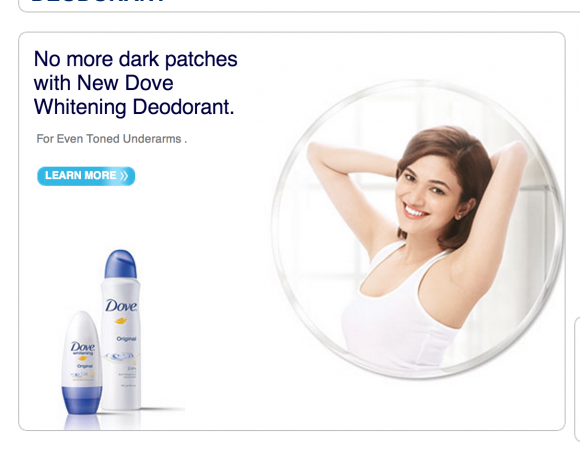 DEODORANT
No more dark patches
with New Dove
Whitening Deodorant.
For Even Toned Underarms .
LEARN MORE »
Dove
Original
Dove
whitening
Original